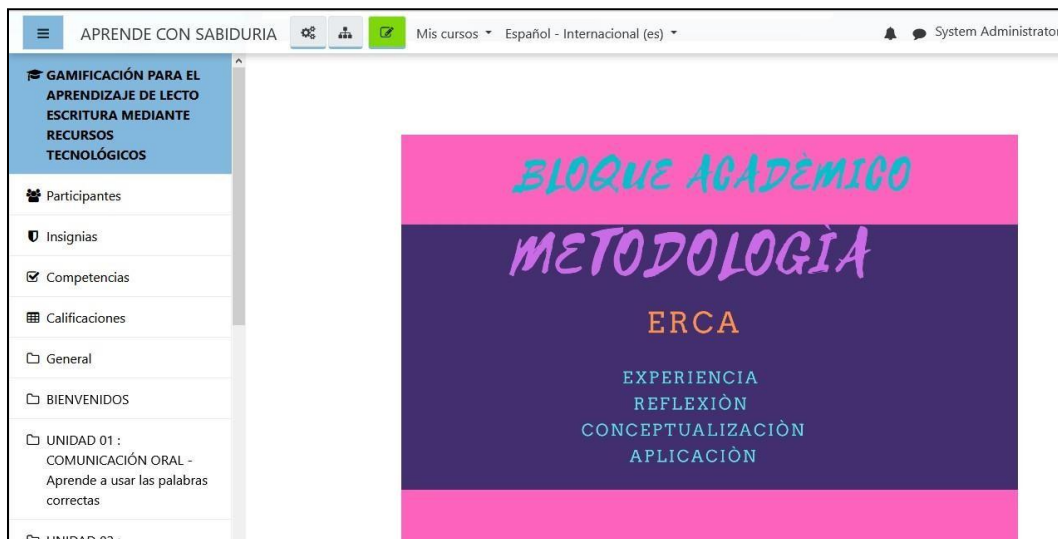 APRENDE CON SABIDURIA
Mis cursos
Español - Internacional (es)
System Administrator
GAMIFICACIÓN PARA EL
APRENDIZAJE DE LECTO
ESCRITURA MEDIANTE
RECURSOS
TECNOLÓGICOS
Participantes
Insignias
Competencias
Calificaciones
General
BIENVENIDOS
UNIDAD 01 :
COMUNICACIÓN ORAL -
Aprende a usar las palabras
correctas
BLOQUE ACADÈMICO
METODOLOGÌA
ERCA
EXPERIENCIA
REFLEXIÒN
CONCEPTUALIZACIÒN
APLICACIÒN